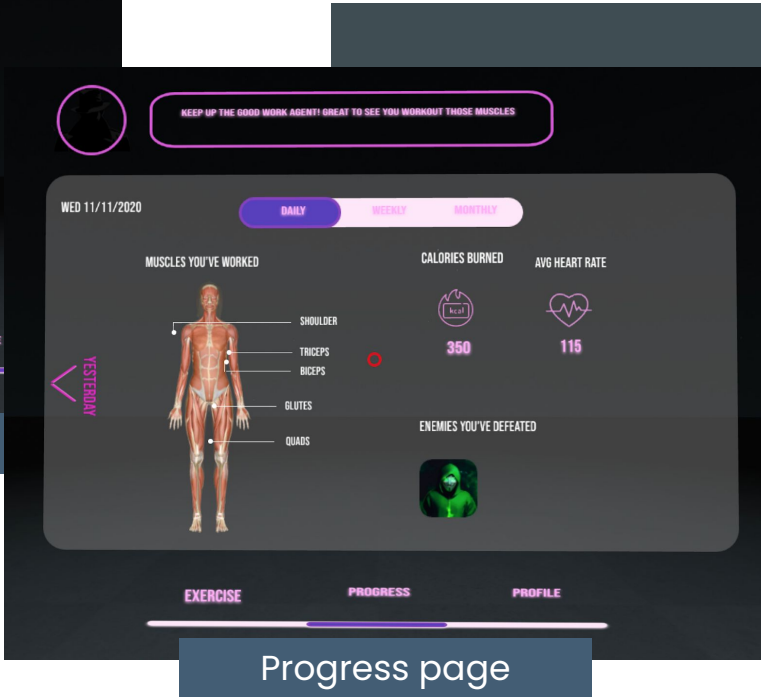 KEEP UP THE GOOD WORK AGENT! GREAT TO SEE YOU WORKOUT THOSE MUSCLES
WED 11/11/2020
DAILY
WEEKLY
MONTHLY
MUSCLES YOU'VE WORKED
CALORIES BURNED
AVG HEART RATE
kcal
350
115
SHOULDER
TRICEPS
BICEPS
GLUTES
QUADS
YESTERDAY
ENEMIES YOU'VE DEFEATED
EXERCISE
PROGRESS
PROFILE
Progress page